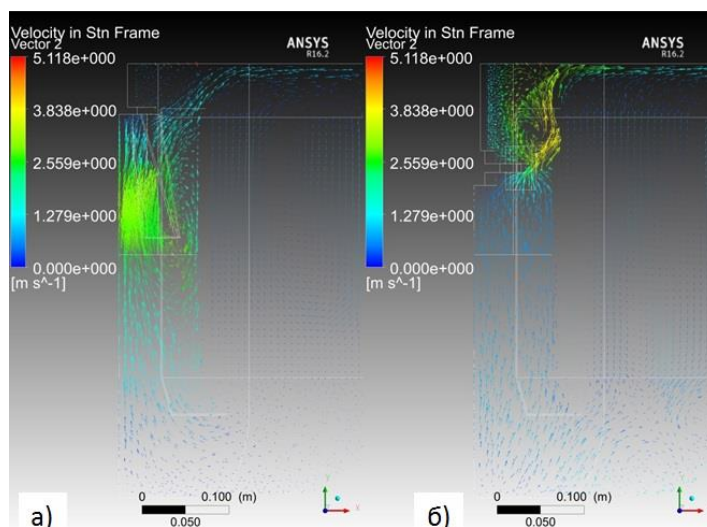 Velocity in Stn Frame
Vector 2
ANSYS
R16.2
5.118e+000
3.838e+000
2.559e+000
1.279e+000
0.000e+000
[m s^-1]
0
0.100
(m)
0.050
Y
X
а)
Velocity in Stn Frame
Vector 2
ANSYS
R16.2
5.118e+000
3.838e+000
2.559e+000
1.279e+000
0.000e+000
[m s^-1]
0
0.100
(m)
0.050
б)